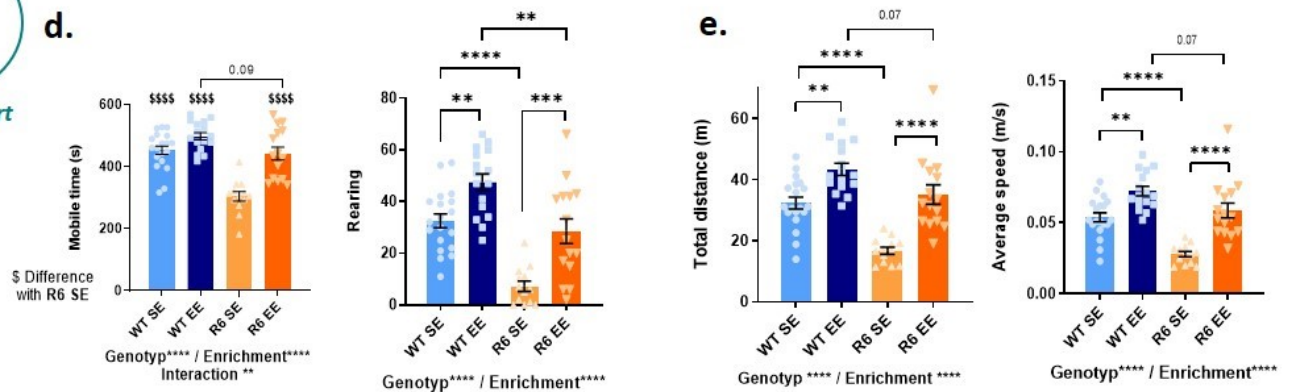 d.
e.
rt
0.09
$$$$ $$$$ $$$$
600
400
200
0
Mobile time (s)
$ Difference
with R6 SE
WT SE
WT EE
R6 SE
R6 EE
Genotyp**** / Enrichment****
Interaction **
**
****
** ***
80
60
40
20
0
Rearing
WT SE
WT EE
R6 SE
R6 EE
Genotyp**** / Enrichment****
0.07
****
**
****
60
40
20
0
Total distance (m)
WT SE
WT EE
R6 SE
R6 EE
Genotyp **** / Enrichment ****
0.07
****
**
****
0.15
0.10
0.05
0.00
Average speed (m/s)
WT SE
WT EE
R6 SE
R6 EE
Genotyp**** / Enrichment****